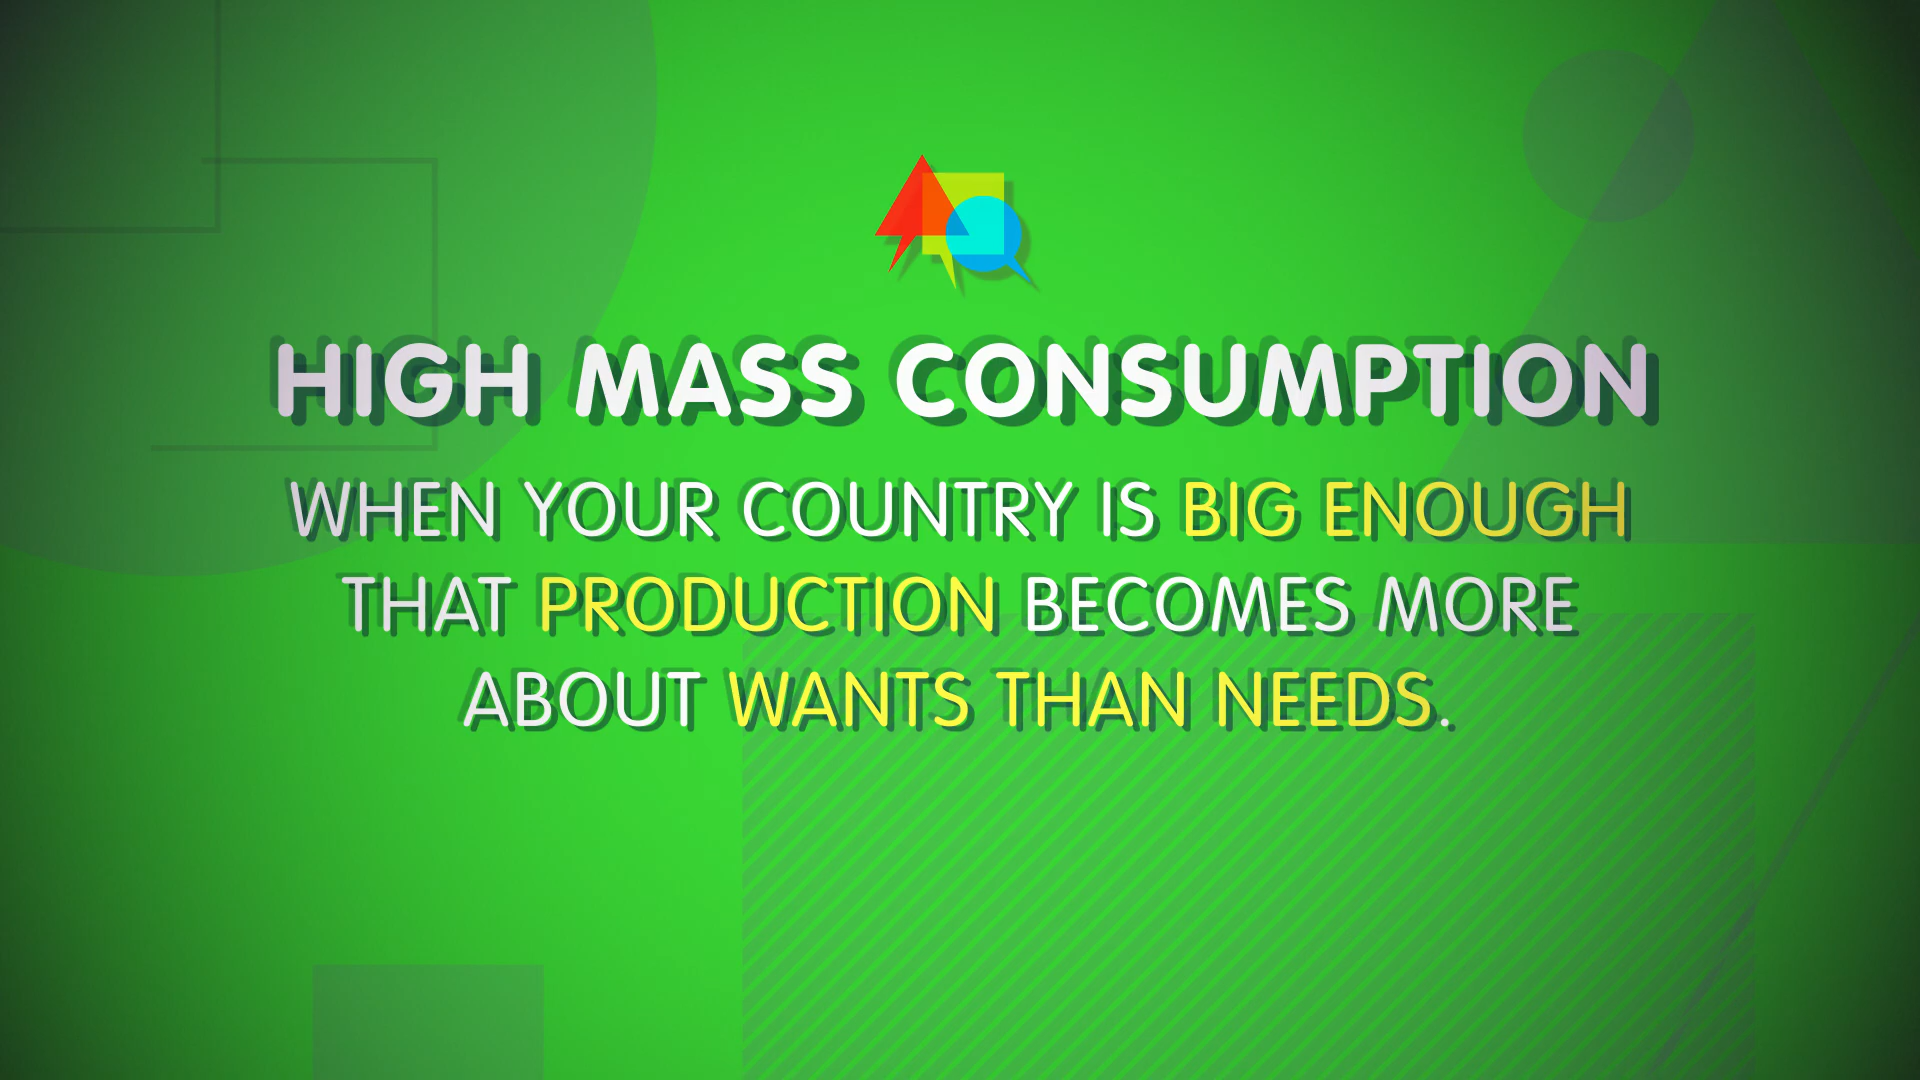 HIGH MASS CONSUMPTION
WHEN YOUR COUNTRY IS BIG ENOUGH
THAT PRODUCTION BECOMES MORE
ABOUT WANTS THAN NEEDS.